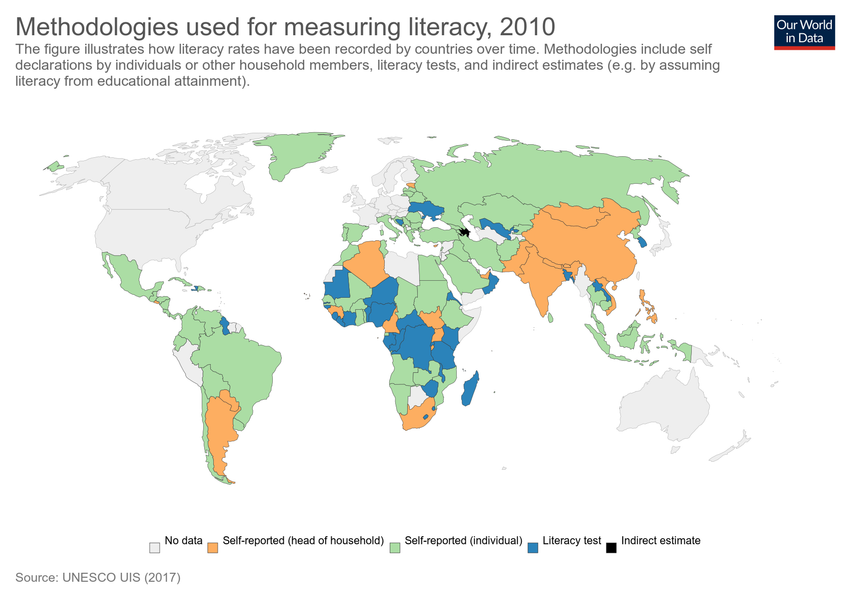 Methodologies used for measuring literacy, 2010
Our World
in Data
The figure illustrates how literacy rates have been recorded by countries over time. Methodologies include self
declarations by individuals or other household members, literacy tests, and indirect estimates (e.g. by assuming
literacy from educational attainment).
No data
Self-reported (head of household)
Self-reported (individual)
Literacy test
Indirect estimate
Source: UNESCO UIS (2017)